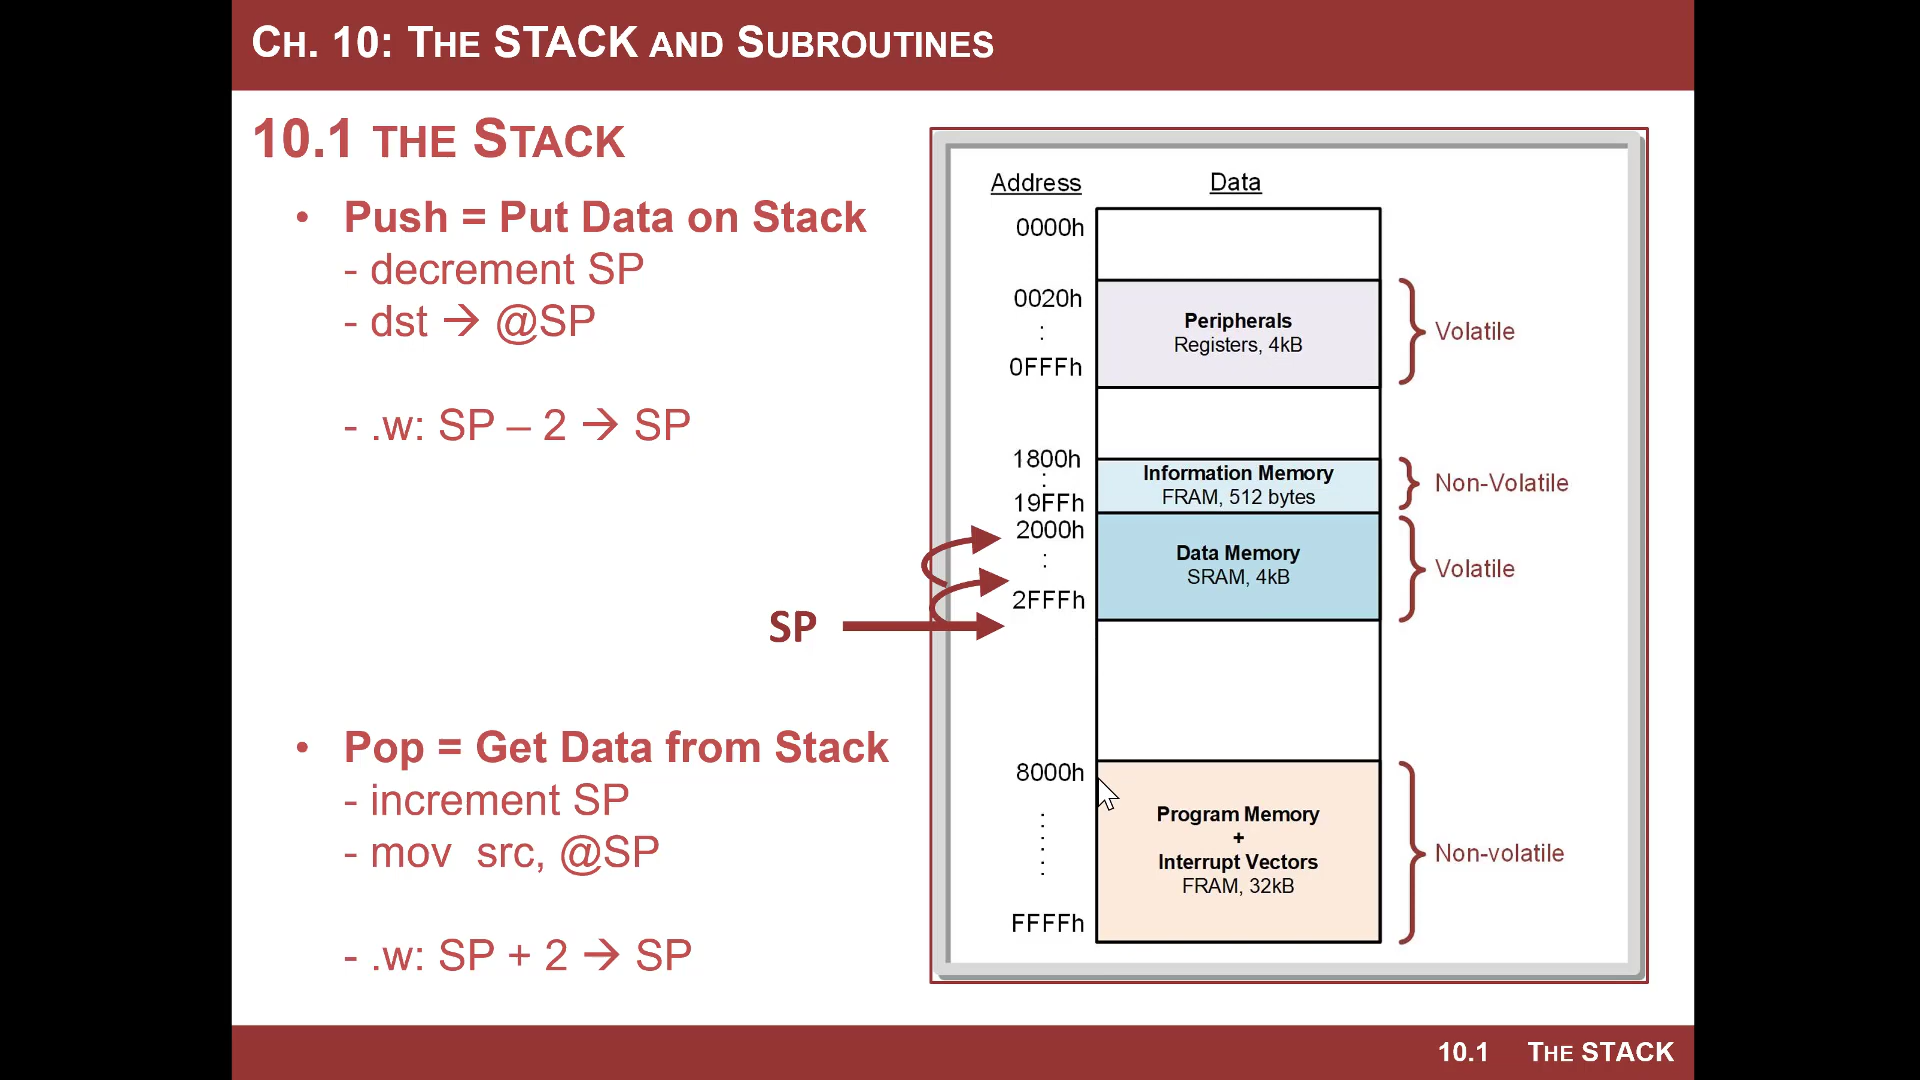 CH. 10: THE STACK AND SUBROUTINES
10.1 THE STACK
• Push = Put Data on Stack
- decrement SP
- dst → @SP
- .w: SP – 2 → SP
SP
• Pop = Get Data from Stack
- increment SP
- mov src, @SP
- .w: SP + 2 → SP
Address Data
0000h
0020h
Peripherals
Registers, 4kB
0FFFh
Volatile
1800h
Information Memory
FRAM, 512 bytes
19FFh
Non-Volatile
2000h
Data Memory
SRAM, 4kB
2FFFh
Volatile
8000h
Program Memory
+
Interrupt Vectors
FRAM, 32kB
FFFFh
Non-volatile
10.1 THE STACK